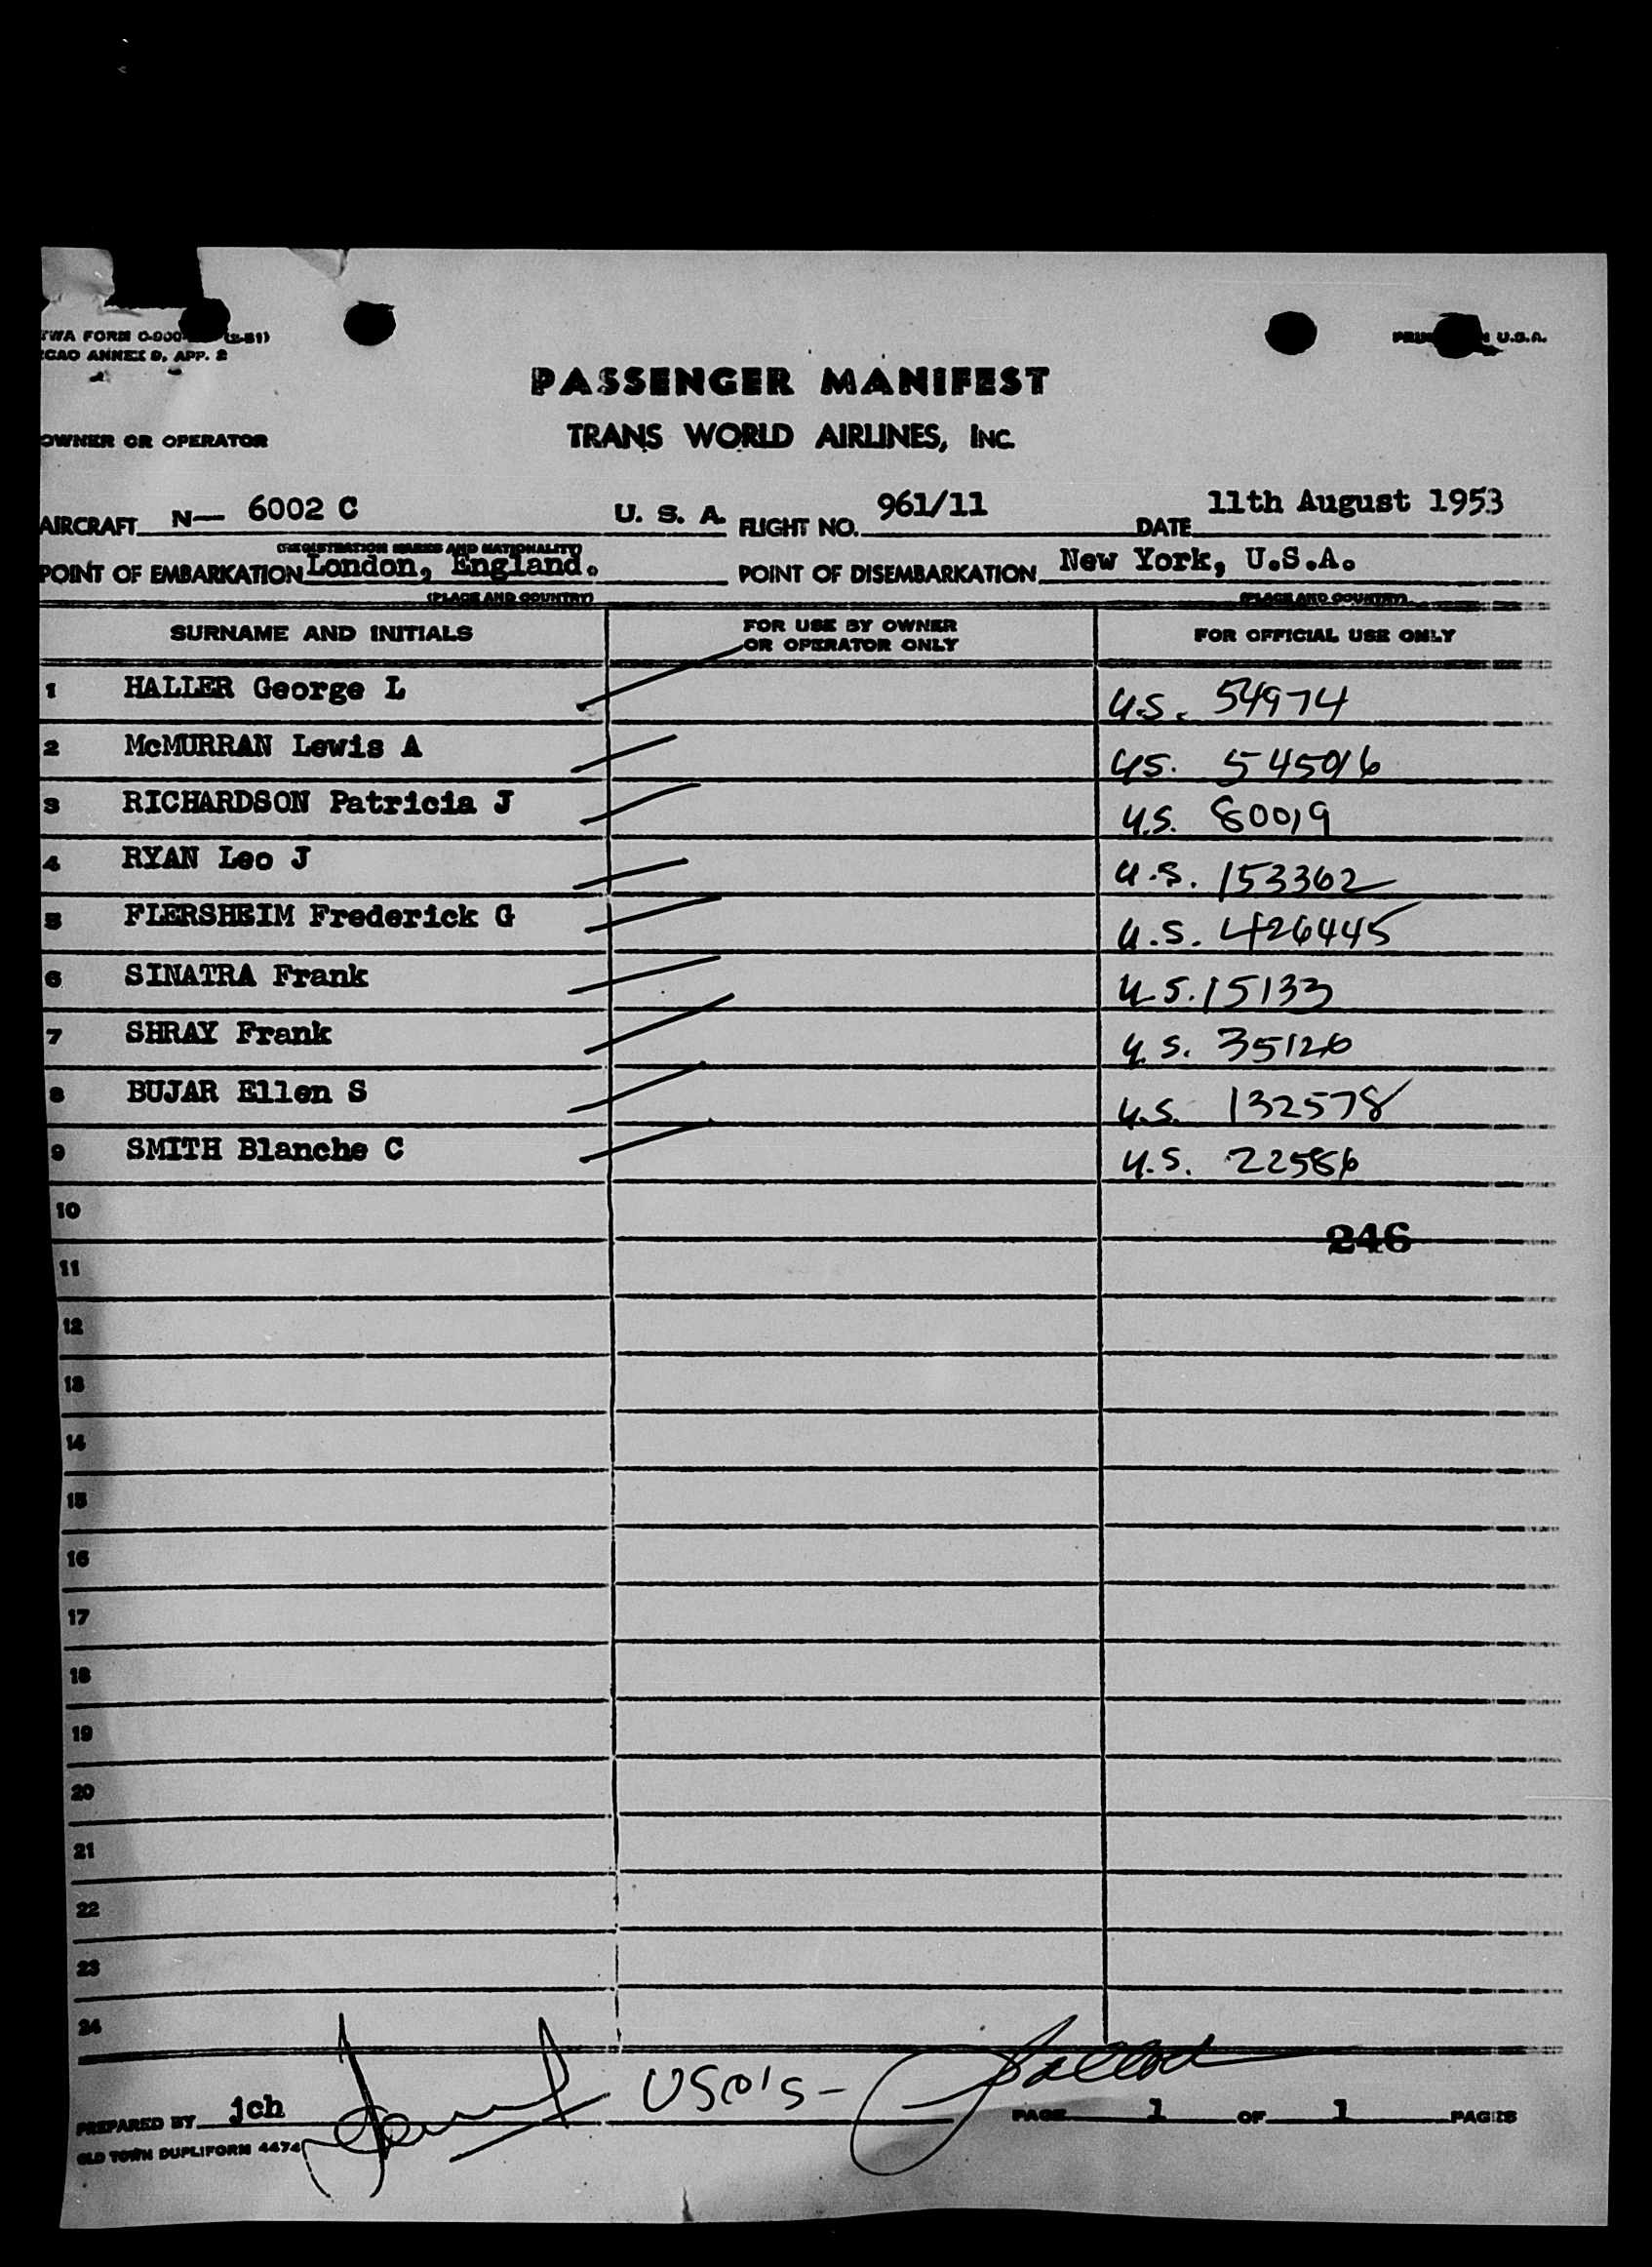 TWA FORM C-900 (2-51)
ICAO ANNEX 9, APP. 2
U.S.A.
PASSENGER MANIFEST
OWNER OR OPERATOR TRANS WORLD AIRLINES, INC.
AIRCRAFT N— 6002 C U. S. A. FLIGHT NO. 961/11 DATE 11th August 1953
(REGISTRATION MARKS AND NATIONALITY)
POINT OF EMBARKATION London, England. POINT OF DISEMBARKATION New York, U.S.A.
(PLACE AND COUNTRY) (PLACE AND COUNTRY)
SURNAME AND INITIALS FOR USE BY OWNER OR OPERATOR ONLY FOR OFFICIAL USE ONLY
1 HALLER George L U.S. 54974
2 McMURRAN Lewis A US. 545016
3 RICHARDSON Patricia J U.S. 80019
4 RYAN Leo J U.S. 153362
5 FLERSHEIM Frederick G U.S. 426445
6 SINATRA Frank U.S. 15133
7 SHRAY Frank U.S. 35126
8 BUJAR Ellen S U.S. 132578
9 SMITH Blanche C U.S. 22586
10
246
11
12
13
14
15
16
17
18
19
20
21
22
23
24
PREPARED BY jch PAGE 1 OF 1 PAGES
OLD TOWN DUPLIFORM 4474